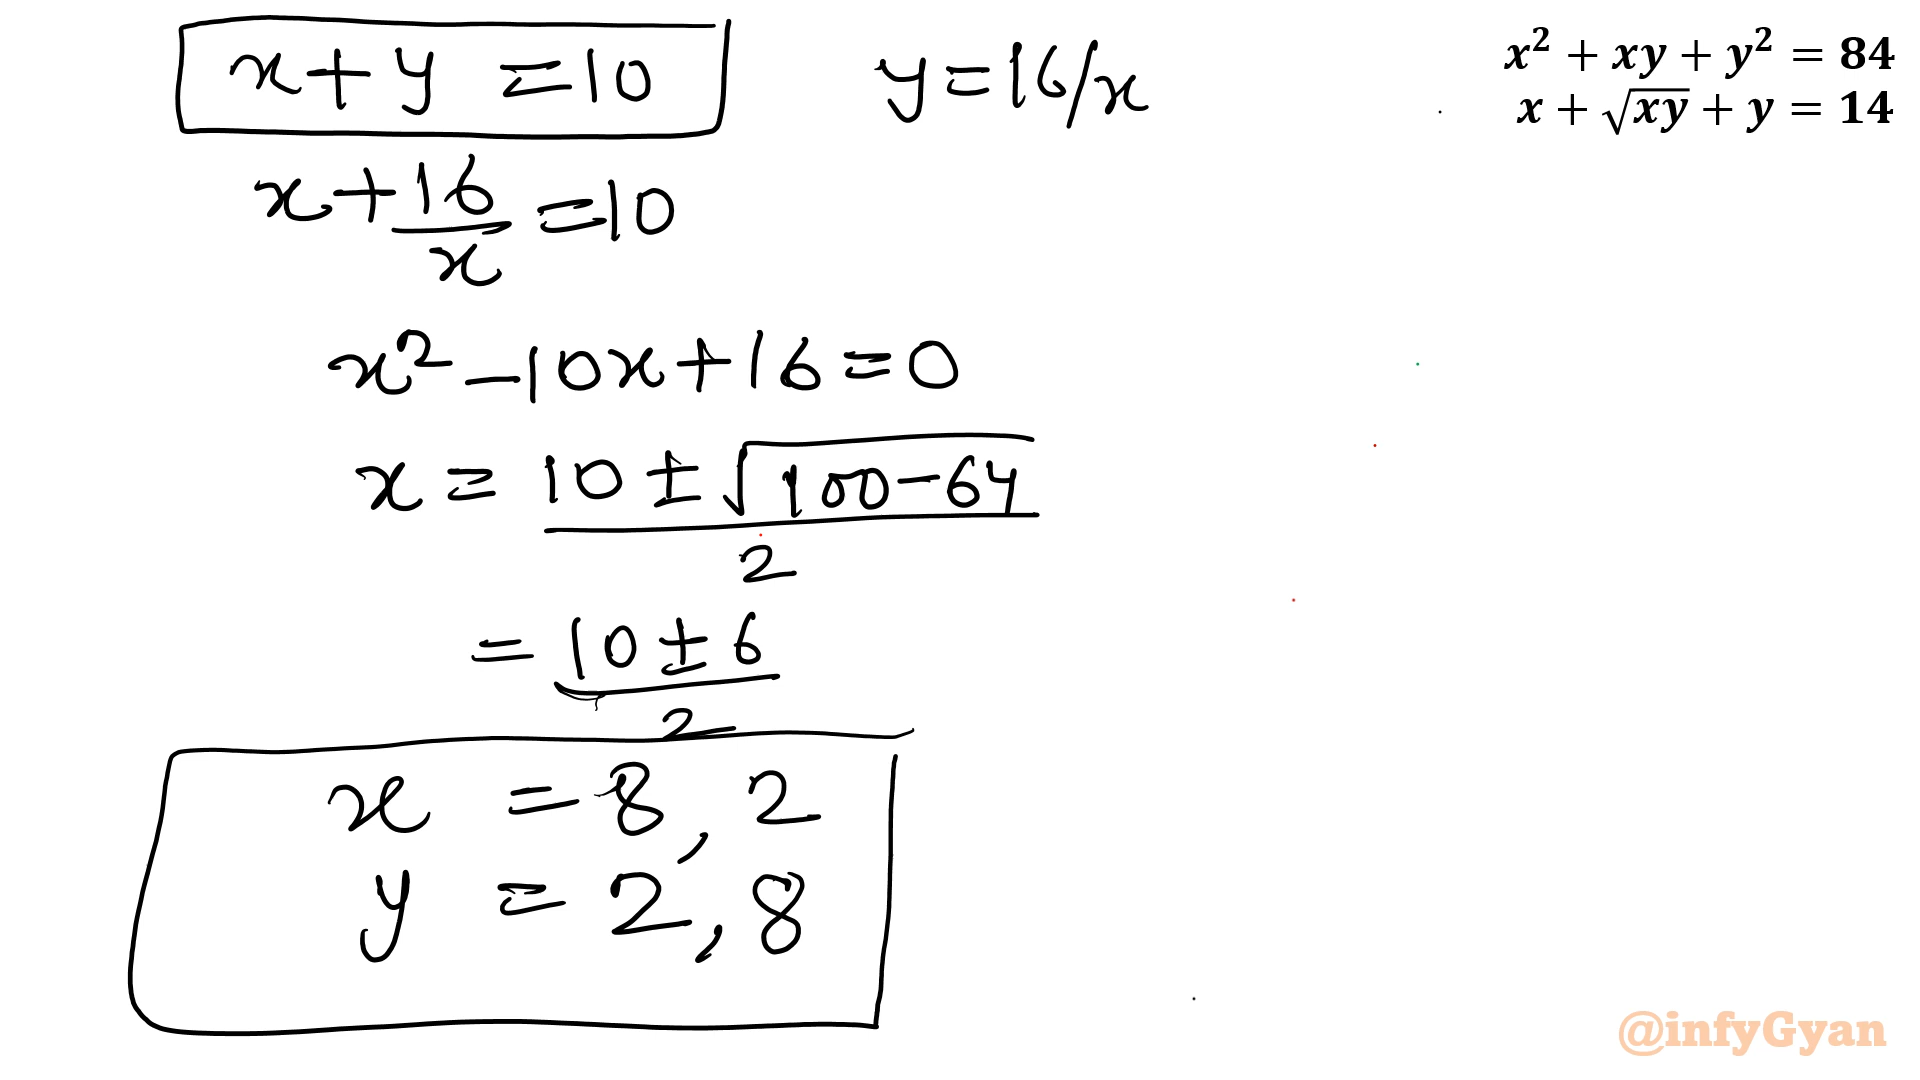 x + y = 10    y = 16/x
x² + xy + y² = 84
x + √xy + y = 14
x + 16/x = 10
x² - 10x + 16 = 0
x = (10 ± √(100 - 64))/2
= (10 ± 6)/2
x = 8, 2
y = 2, 8
@infyGyan